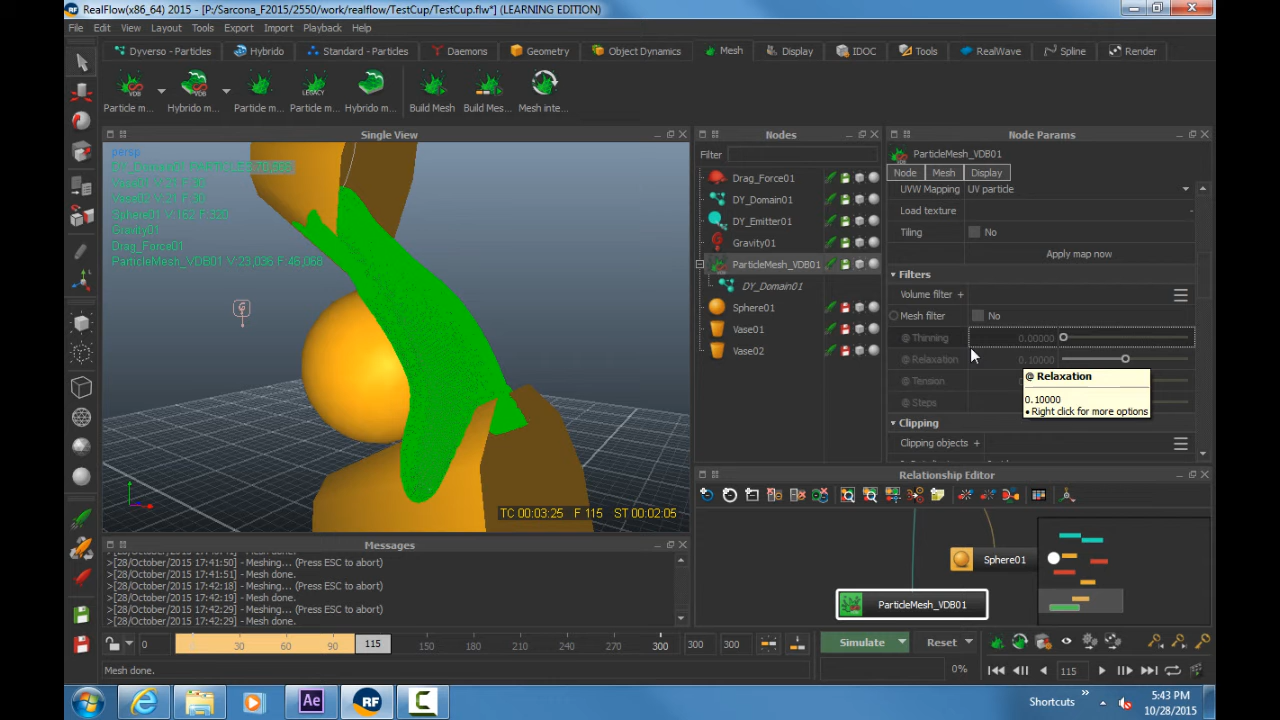 RealFlow(x86_64) 2015 - [P:/Sarcona_F2015/2550/work/realflow/TestCup/TestCup.flw*] (LEARNING EDITION)
File Edit View Layout Tools Export Import Playback Help
Dyverso - Particles Hybrido Standard - Particles Daemons Geometry Object Dynamics Mesh Display IDOC Tools RealWave Spline Render
Particle m... Hybrido m... Particle m... Particle m... Hybrido m... Build Mesh Build Mes... Mesh inte...
Single View
persp
Vase02 V:21 F:36
Sphere01 V:162 F:320
Gravity01
Drag_Force01
ParticleMesh_VDB01 V:23,036 F:46,068
TC 00:03:25 F 115 ST 00:02:05
Nodes
Filter
Drag_Force01
DY_Domain01
DY_Emitter01
Gravity01
ParticleMesh_VDB01
DY_Domain01
Sphere01
Vase01
Vase02
Node Params
ParticleMesh_VDB01
Node Mesh Display
UVW Mapping UV particle
Load texture -
Tiling No
Apply map now
Filters
Volume filter +
Mesh filter No
@ Thinning 0.00000
@ Relaxation 0.10000
@ Tension
@ Steps
@ Relaxation
0.10000
• Right click for more options
Clipping
Clipping objects +
Relationship Editor
Sphere01
ParticleMesh_VDB01
Messages
>[28/October/2015 17:41:50] - Meshing... (Press ESC to abort)
>[28/October/2015 17:41:51] - Mesh done.
>[28/October/2015 17:42:18] - Meshing... (Press ESC to abort)
>[28/October/2015 17:42:19] - Mesh done.
>[28/October/2015 17:42:29] - Meshing... (Press ESC to abort)
>[28/October/2015 17:42:29] - Mesh done.
0 30 60 90 115 150 180 210 240 270 300 300 300
Simulate Reset
Mesh done.
0% 115
Ae RF C
Shortcuts »
5:43 PM
10/28/2015